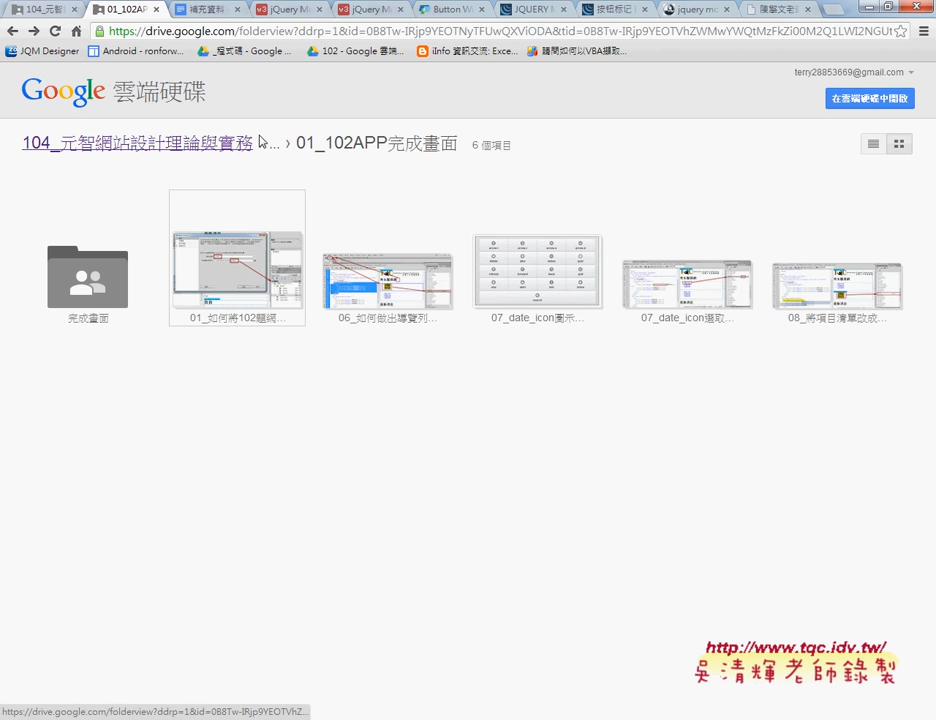 104_元智
01_102AP
補充資料
jQuery M
jQuery M
Button W
JQUERY M
按钮标记
jquery mo
陳擎文老
https://drive.google.com/folderview?ddrp=1&id=0B8Tw-IRjp9YEOTNyTFUwQXViODA&tid=0B8Tw-IRjp9YEOTVhZWMwYWQtMzFkZi00M2Q1LWI2NGUt
JQM Designer
Android - ronforw...
_程式碼 - Google ...
102 - Google 雲端...
iInfo 資訊交流: Exce...
請問如何以VBA擷取...
terry28853669@gmail.com
Google 雲端硬碟
在雲端硬碟中開啟
104_元智網站設計理論與實務 ... › 01_102APP完成畫面 6 個項目
完成畫面
01_如何將102題網...
06_如何做出導覽列...
07_date_icon圖示...
07_date_icon選取...
08_將項目清單改成...
http://www.tqc.idv.tw/
吳清輝老師錄製
https://drive.google.com/folderview?ddrp=1&id=0B8Tw-IRjp9YEOTVhZ...